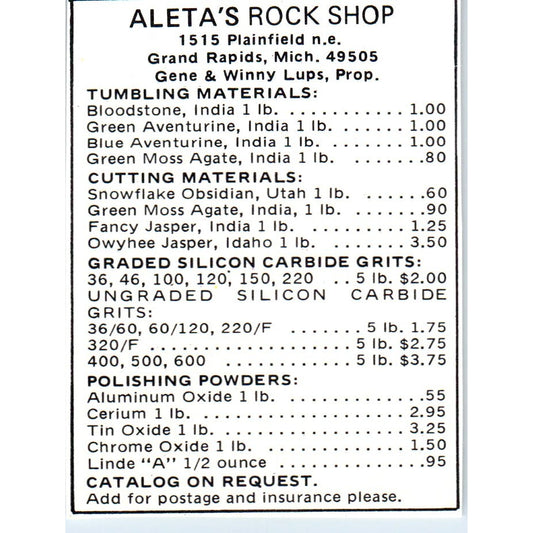 ALETA'S ROCK SHOP
1515 Plainfield n.e.
Grand Rapids, Mich. 49505
Gene & Winny Lups, Prop.
TUMBLING MATERIALS:
Bloodstone, India 1 lb. . . . . . . . . . . . 1.00
Green Aventurine, India 1 lb. . . . . . . 1.00
Blue Aventurine, India 1 lb. . . . . . . . 1.00
Green Moss Agate, India 1 lb. . . . . . .80
CUTTING MATERIALS:
Snowflake Obsidian, Utah 1 lb. . . . . . .60
Green Moss Agate, India, 1 lb. . . . . . .90
Fancy Jasper, India 1 lb. . . . . . . . . . 1.25
Owyhee Jasper, Idaho 1 lb. . . . . . . . 3.50
GRADED SILICON CARBIDE GRITS:
36, 46, 100, 120, 150, 220 . . 5 lb. $2.00
UNGRADED SILICON CARBIDE
GRITS:
36/60, 60/120, 220/F . . . . . . . 5 lb. 1.75
320/F . . . . . . . . . . . . . . . . . . 5 lb. $2.75
400, 500, 600 . . . . . . . . . . . . 5 lb. $3.75
POLISHING POWDERS:
Aluminum Oxide 1 lb. . . . . . . . . . . . .55
Cerium 1 lb. . . . . . . . . . . . . . . . . . . 2.95
Tin Oxide 1 lb. . . . . . . . . . . . . . . . . 3.25
Chrome Oxide 1 lb. . . . . . . . . . . . . 1.50
Linde "A" 1/2 ounce . . . . . . . . . . . . .95
CATALOG ON REQUEST.
Add for postage and insurance please.